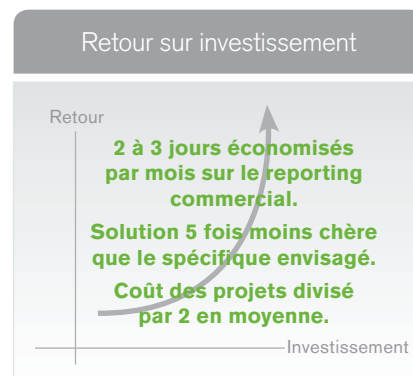 Retour sur investissement
Retour
2 à 3 jours économisés
par mois sur le reporting
commercial.
Solution 5 fois moins chère
que le spécifique envisagé.
Coût des projets divisé
par 2 en moyenne.
Investissement